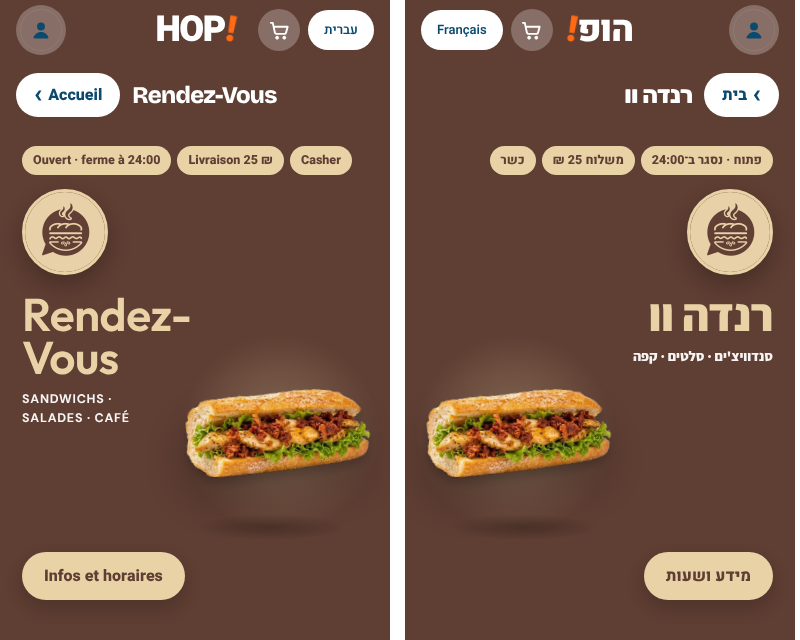 HOP!
עברית
‹ Accueil
Rendez-Vous
Ouvert · ferme à 24:00
Livraison 25 ₪
Casher
Rendez-
Vous
SANDWICHS ·
SALADES · CAFÉ
Infos et horaires
הופ!
Français
› בית
רנדה וו
פתוח · נסגר ב־24:00
משלוח 25 ₪
כשר
רנדה וו
סנדוויצ'ים · סלטים · קפה
מידע ושעות